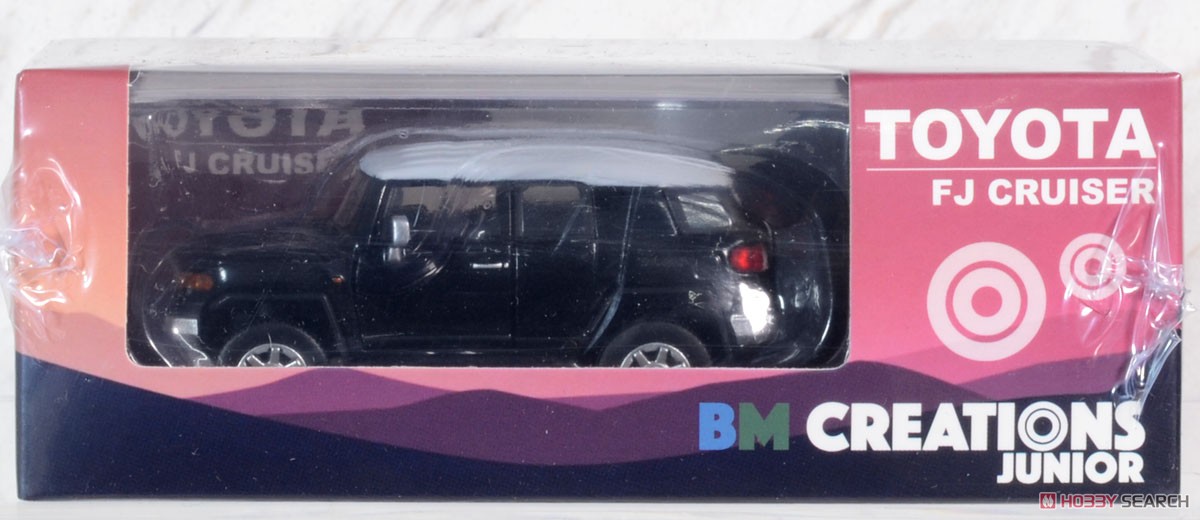 TOYOTA
FJ CRUISER
TOYOTA
FJ CRUISER
BM CREATIONS
JUNIOR
HOBBY SEARCH